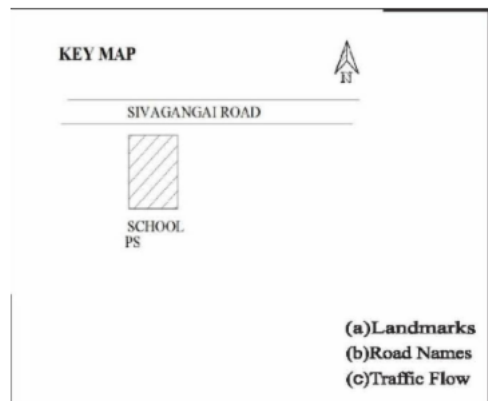 KEY MAP
N
SIVAGANGAI ROAD
SCHOOL
PS
(a)Landmarks
(b)Road Names
(c)Traffic Flow